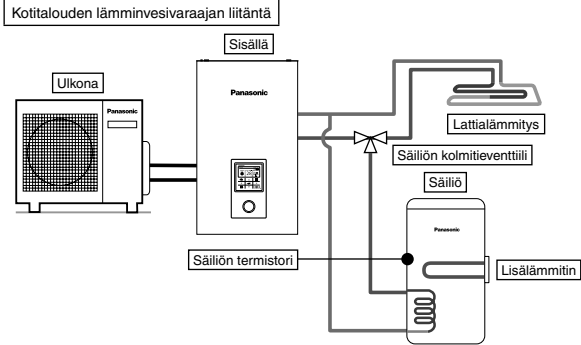 Kotitalouden lämminvesivaraajan liitäntä
Sisällä
Ulkona
Panasonic
Panasonic
Lattialämmitys
Säiliön kolmitieventtiili
Säiliö
Panasonic
Säiliön termistori
Lisälämmitin